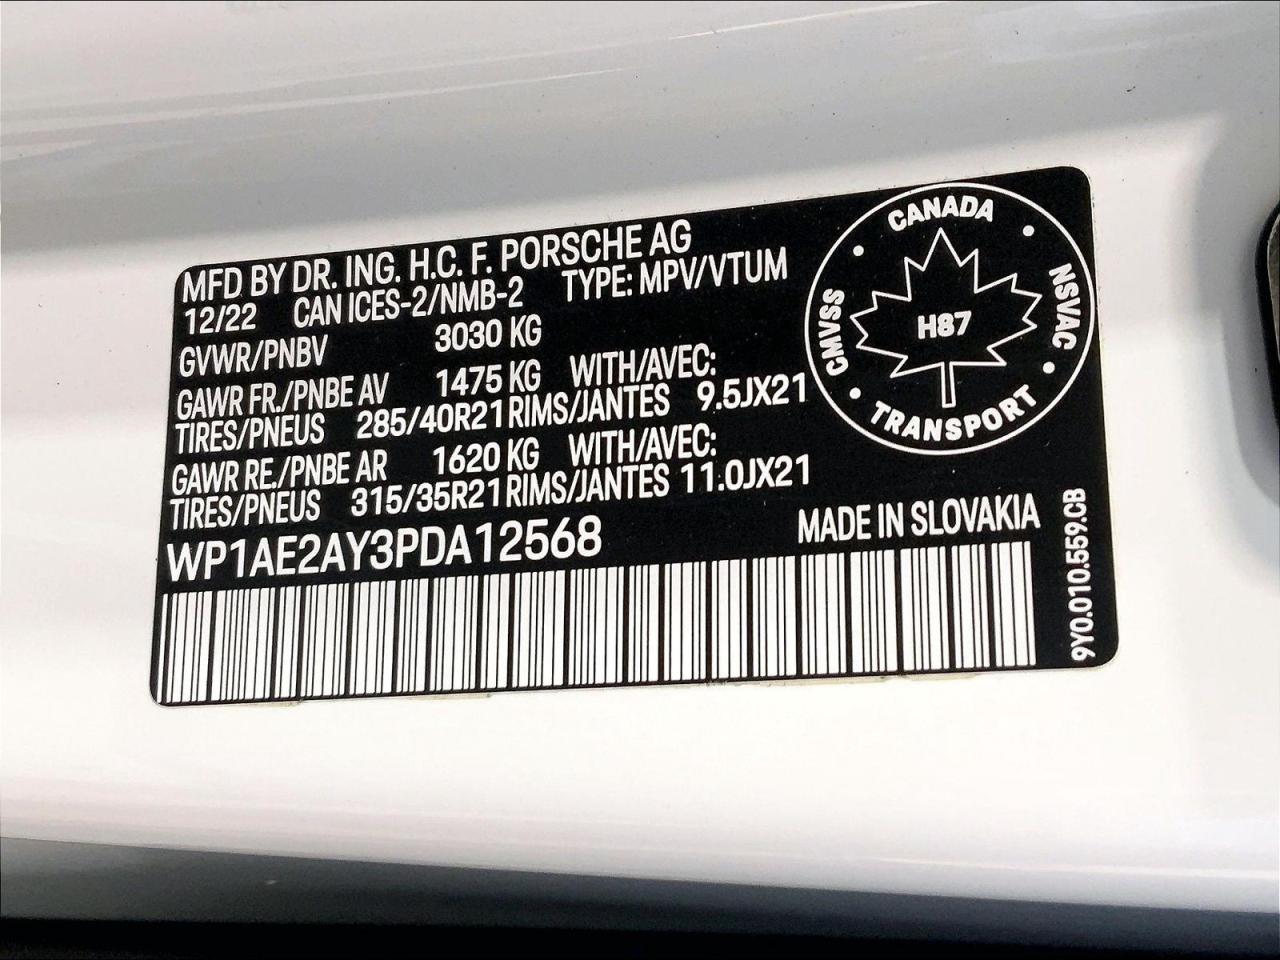 MFD BY DR. ING. H.C. F. PORSCHE AG
12/22 CAN ICES-2/NMB-2 TYPE: MPV/VTUM
GVWR/PNBV 3030 KG
GAWR FR./PNBE AV 1475 KG WITH/AVEC:
TIRES/PNEUS 285/40R21 RIMS/JANTES 9.5JX21
GAWR RE./PNBE AR 1620 KG WITH/AVEC:
TIRES/PNEUS 315/35R21 RIMS/JANTES 11.0JX21
WP1AE2AY3PDA12568
MADE IN SLOVAKIA
CANADA
CMVSS
NSVAC
H87
TRANSPORT
9Y0.010.559.CB